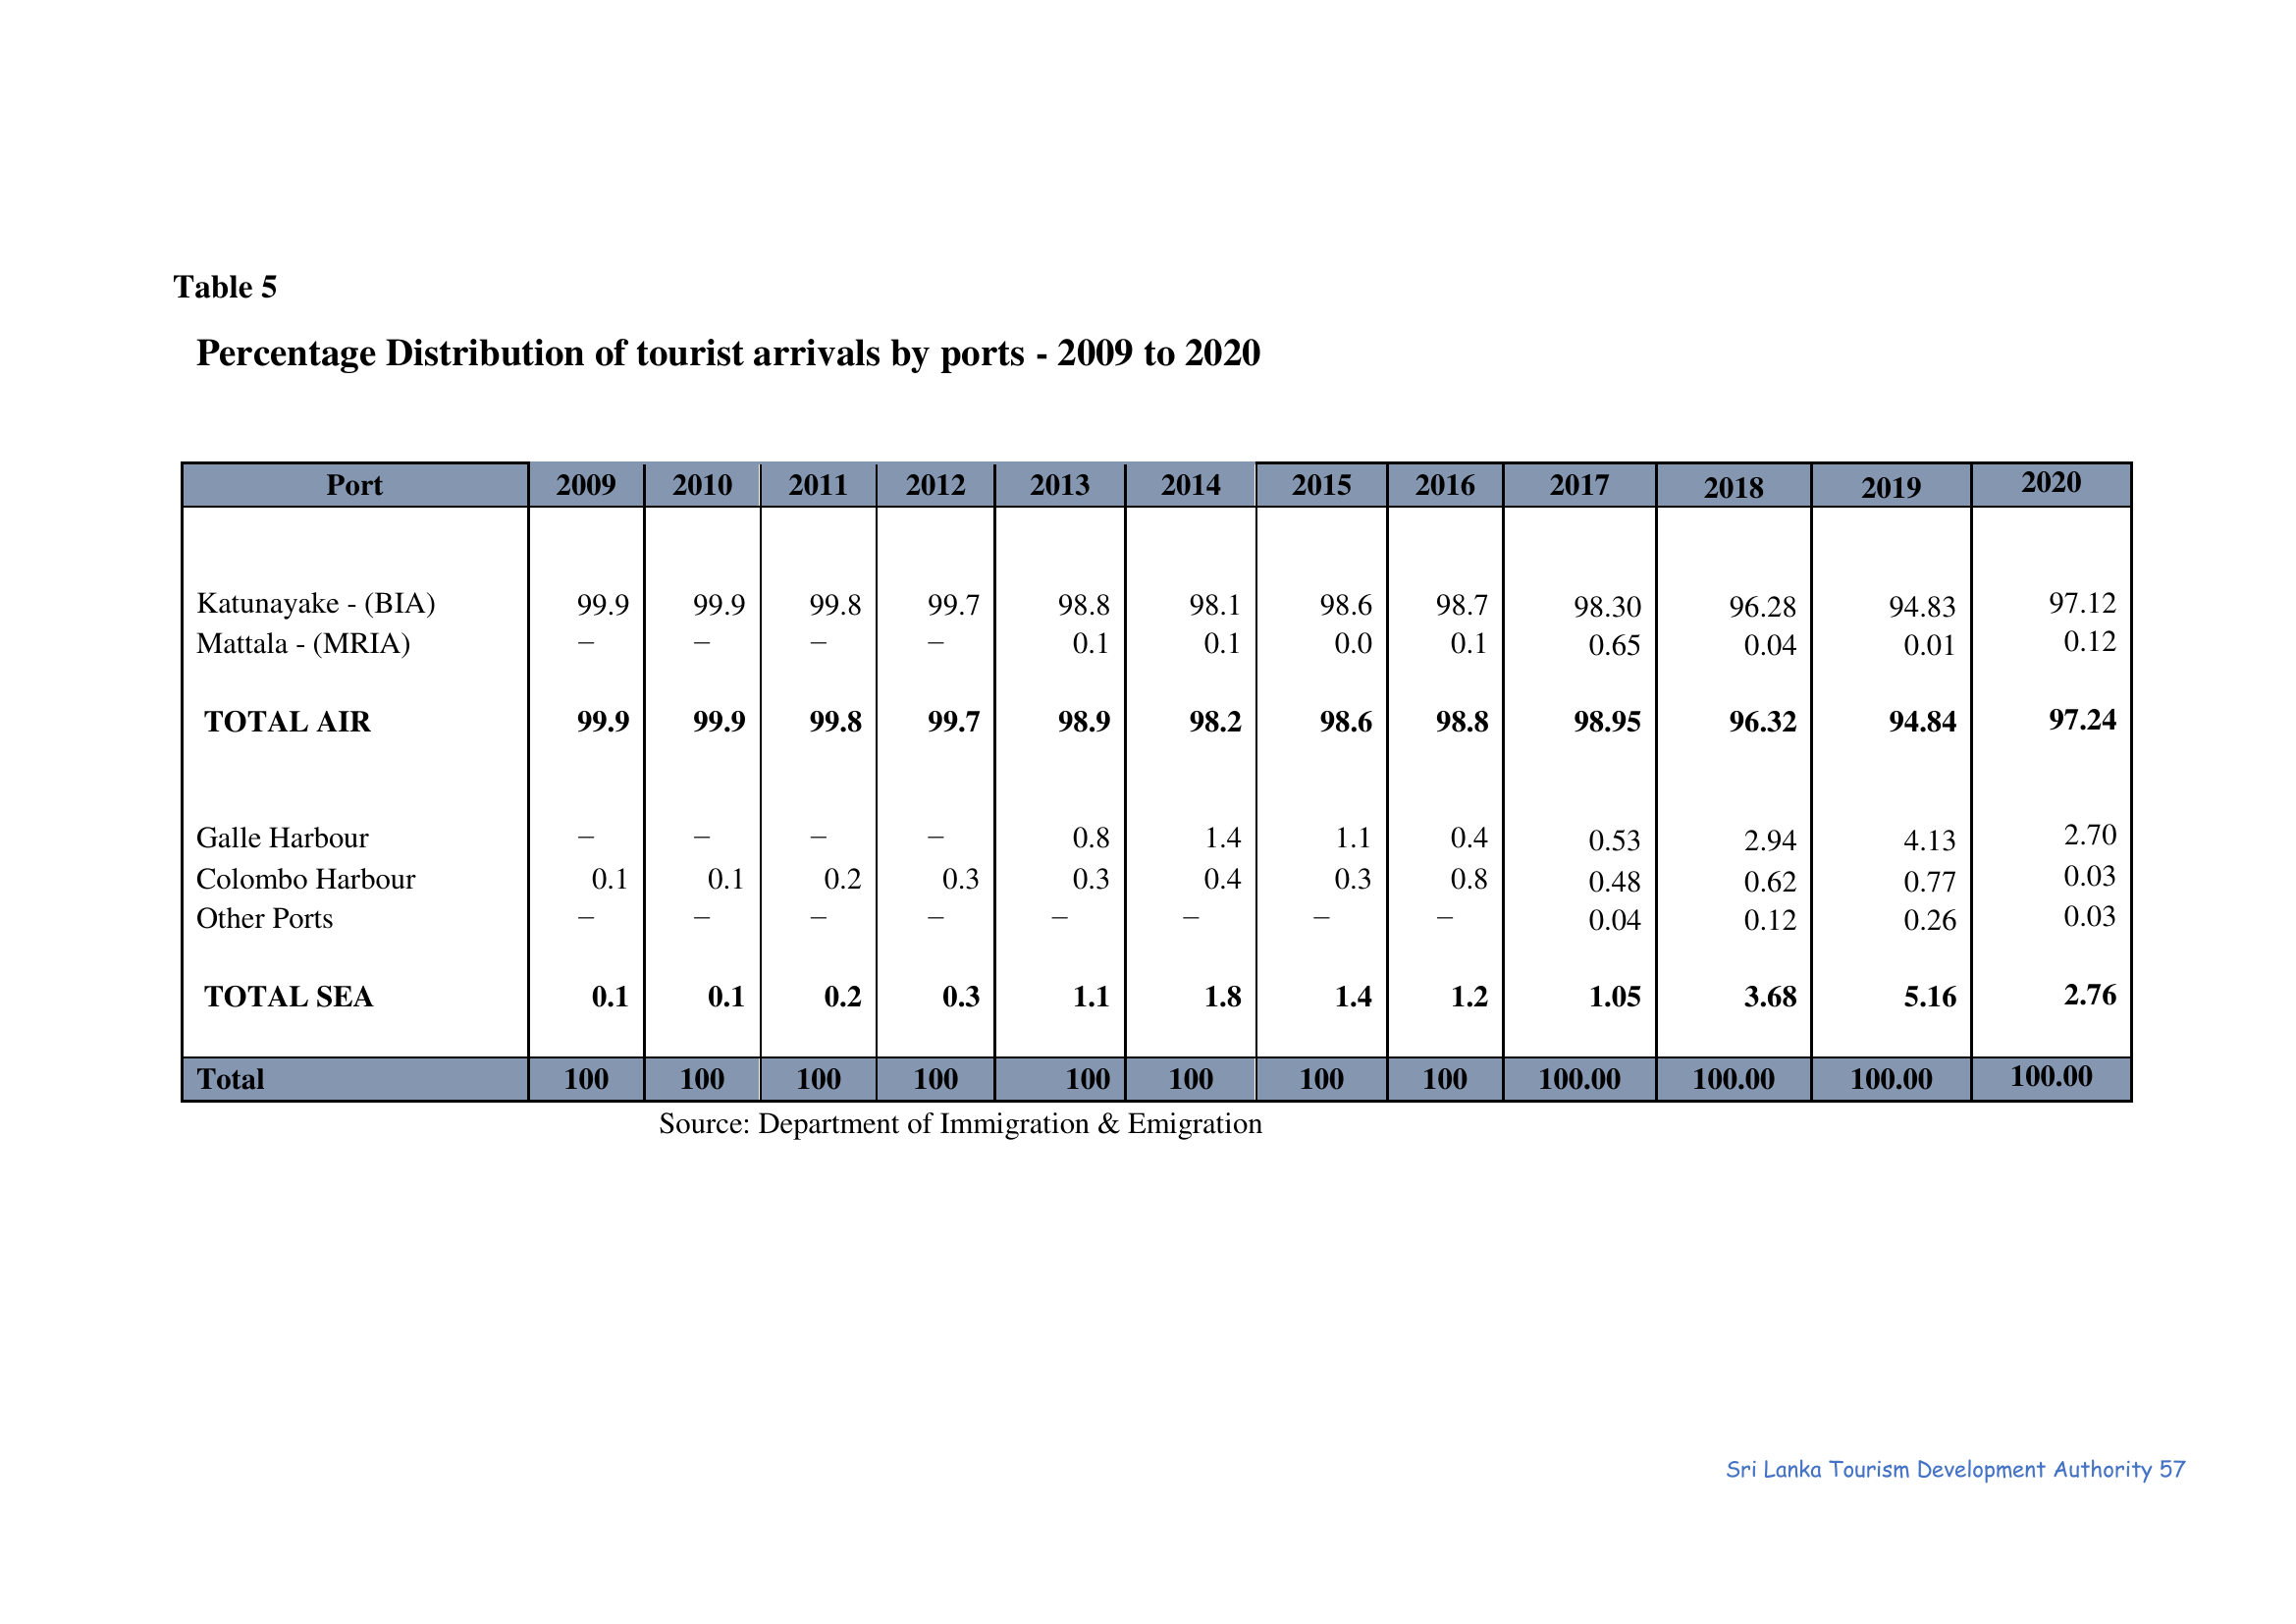 Table 5
Percentage Distribution of tourist arrivals by ports - 2009 to 2020
Port 2009 2010 2011 2012 2013 2014 2015 2016 2017 2018 2019 2020
Katunayake - (BIA) 99.9 99.9 99.8 99.7 98.8 98.1 98.6 98.7 98.30 96.28 94.83 97.12
Mattala - (MRIA) – – – – 0.1 0.1 0.0 0.1 0.65 0.04 0.01 0.12
TOTAL AIR 99.9 99.9 99.8 99.7 98.9 98.2 98.6 98.8 98.95 96.32 94.84 97.24
Galle Harbour – – – – 0.8 1.4 1.1 0.4 0.53 2.94 4.13 2.70
Colombo Harbour 0.1 0.1 0.2 0.3 0.3 0.4 0.3 0.8 0.48 0.62 0.77 0.03
Other Ports – – – – – – – – 0.04 0.12 0.26 0.03
TOTAL SEA 0.1 0.1 0.2 0.3 1.1 1.8 1.4 1.2 1.05 3.68 5.16 2.76
Total 100 100 100 100 100 100 100 100 100.00 100.00 100.00 100.00
Source: Department of Immigration & Emigration
Sri Lanka Tourism Development Authority 57